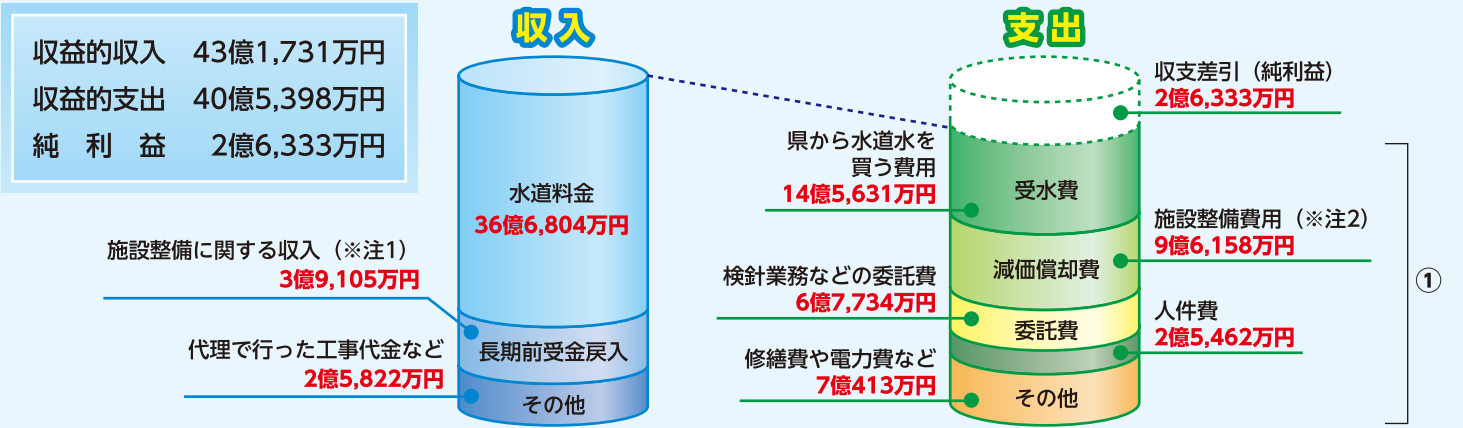 収益的収入 43億1,731万円
収益的支出 40億5,398万円
純利益 2億6,333万円
収入
水道料金
36億6,804万円
施設整備に関する収入（※注1）
3億9,105万円
長期前受金戻入
代理で行った工事代金など
2億5,822万円
その他
支出
収支差引（純利益）
2億6,333万円
県から水道水を
買う費用
14億5,631万円
受水費
施設整備費用（※注2）
9億6,158万円
減価償却費
検針業務などの委託費
6億7,734万円
委託費
人件費
2億5,462万円
修繕費や電力費など
7億413万円
その他
①